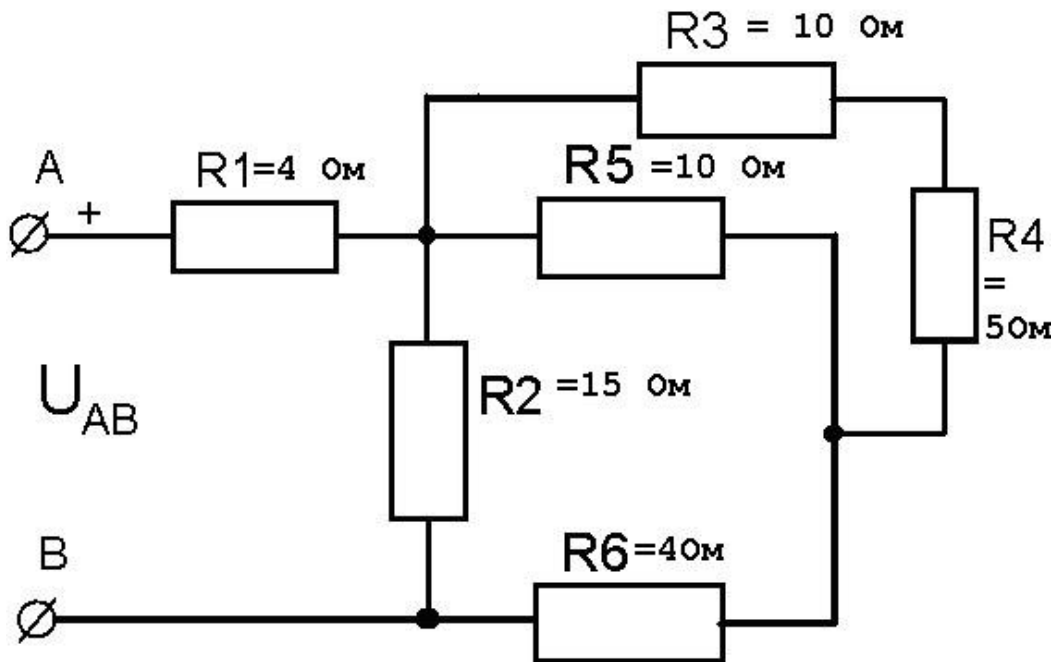 R3 = 10 Ом
A
R1=4 Ом
R5 =10 Ом
+
R4
=
5Ом
U AB
R2 =15 Ом
B
R6 =4Ом